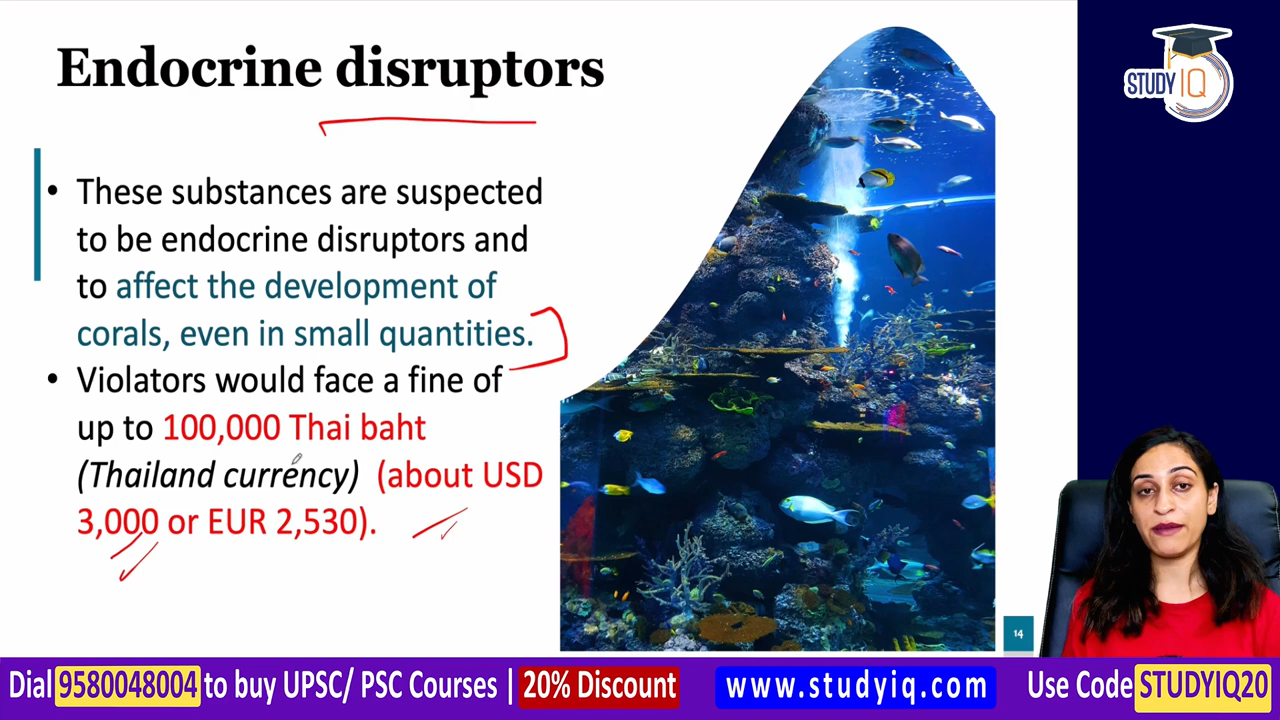 Endocrine disruptors
STUDY IQ
• These substances are suspected
to be endocrine disruptors and
to affect the development of
corals, even in small quantities.
• Violators would face a fine of
up to 100,000 Thai baht
(Thailand currency) (about USD
3,000 or EUR 2,530).
14
Dial 9580048004 to buy UPSC/ PSC Courses | 20% Discount www.studyiq.com Use Code STUDYIQ20